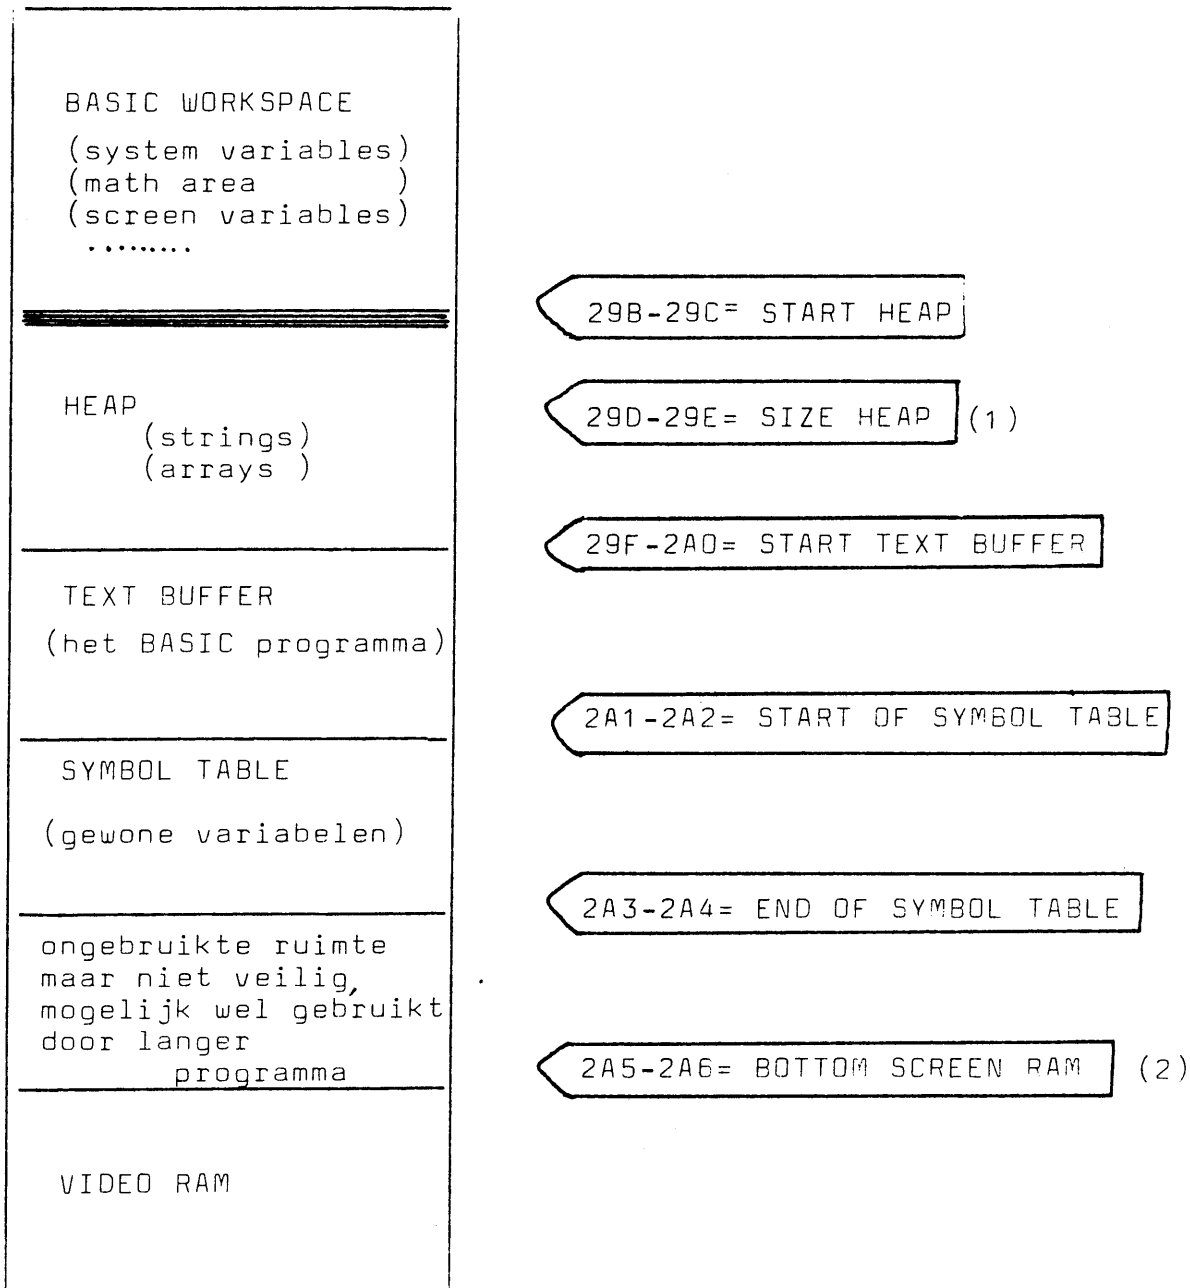 BASIC WORKSPACE
(system variables)
(math area )
(screen variables)
.........
29B-29C= START HEAP
HEAP
(strings)
(arrays )
29D-29E= SIZE HEAP (1)
29F-2A0= START TEXT BUFFER
TEXT BUFFER
(het BASIC programma)
2A1-2A2= START OF SYMBOL TABLE
SYMBOL TABLE
(gewone variabelen)
2A3-2A4= END OF SYMBOL TABLE
ongebruikte ruimte
maar niet veilig,
mogelijk wel gebruikt
door langer
programma
2A5-2A6= BOTTOM SCREEN RAM (2)
VIDEO RAM